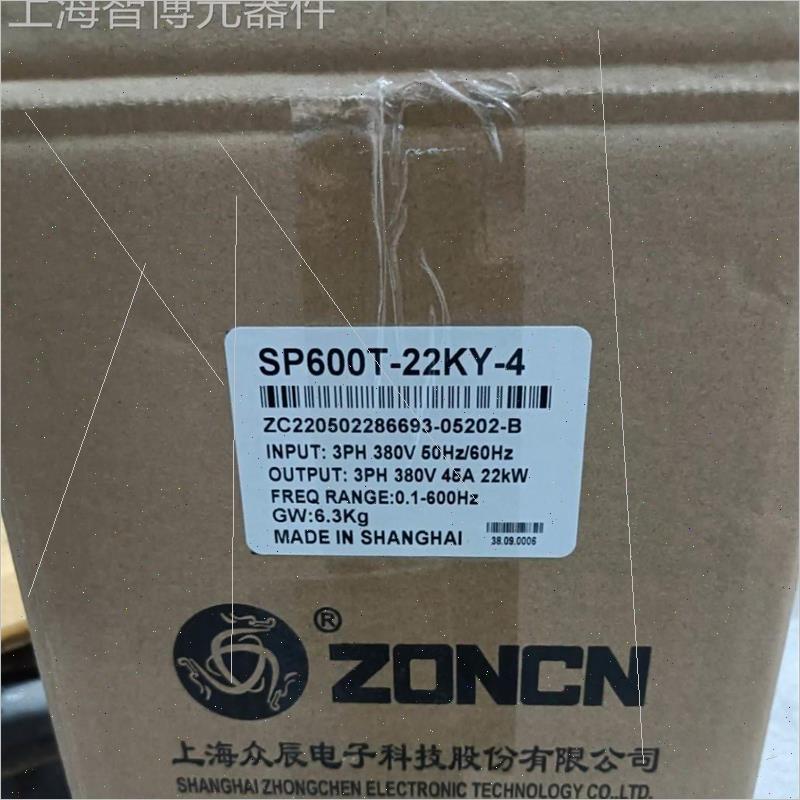 上海智博元器件
SP600T-22KY-4
ZC220502286693-05202-B
INPUT: 3PH 380V 50Hz/60Hz
OUTPUT: 3PH 380V 45A 22kW
FREQ RANGE:0.1-600Hz
GW:6.3Kg
MADE IN SHANGHAI
38.09.0006
®
ZONCN
上海众辰电子科技股份有限公司
SHANGHAI ZHONGCHEN ELECTRONIC TECHNOLOGY CO.,LTD.